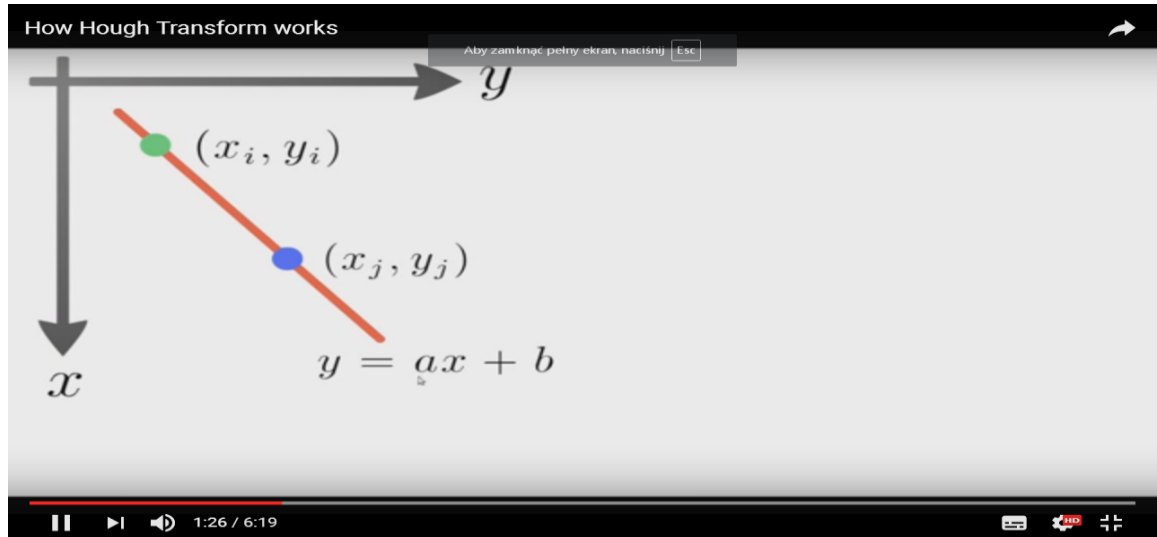 How Hough Transform works
Aby zamknąć pełny ekran, naciśnij Esc
y
(x_i, y_i)
(x_j, y_j)
y = ax + b
x
1:26 / 6:19
HD